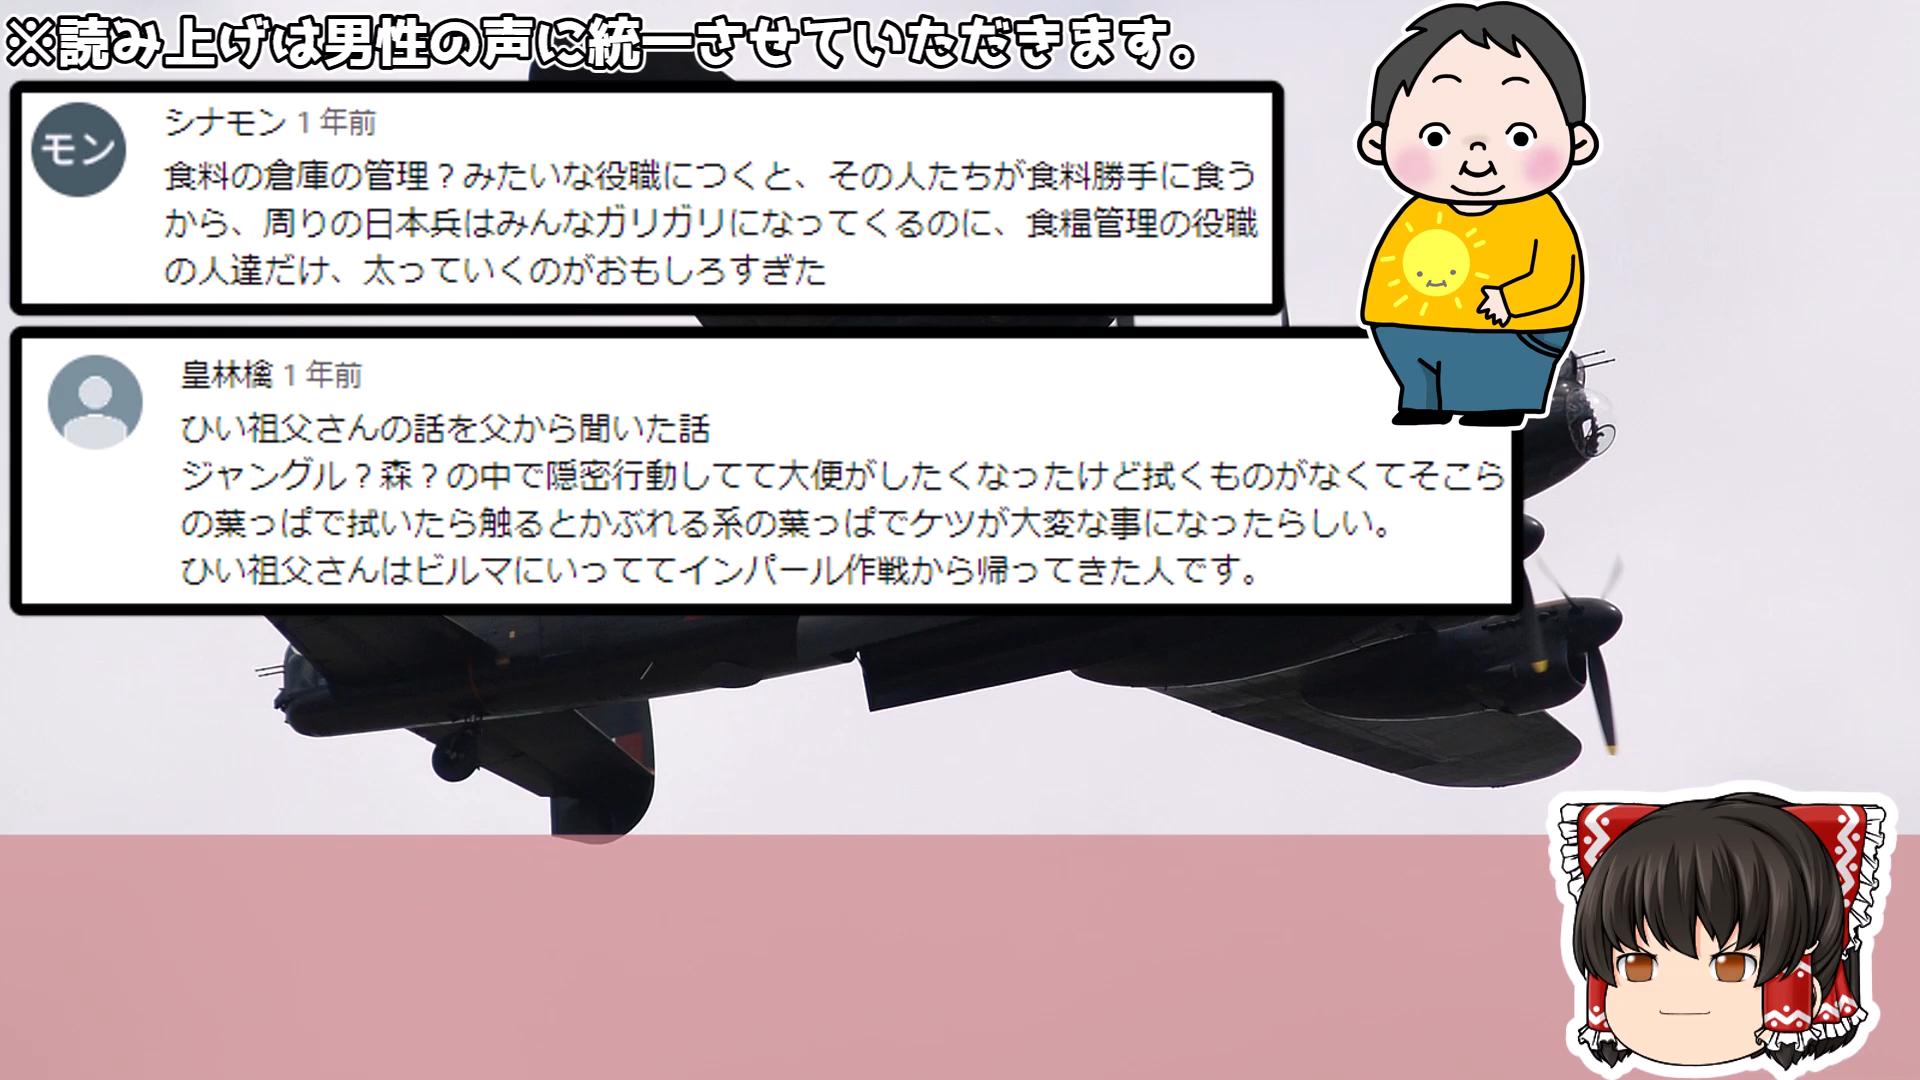 ※読み上げは男性の声に統一させていただきます。
モン
シナモン 1 年前
食料の倉庫の管理？みたいな役職につくと、その人たちが食料勝手に食う
から、周りの日本兵はみんなガリガリになってくるのに、食糧管理の役職
の人達だけ、太っていくのがおもしろすぎた
皇林檎 1 年前
ひい祖父さんの話を父から聞いた話
ジャングル？森？の中で隠密行動してて大便がしたくなったけど拭くものがなくてそこら
の葉っぱで拭いたら触るとかぶれる系の葉っぱでケツが大変な事になったらしい。
ひい祖父さんはビルマにいっててインパール作戦から帰ってきた人です。